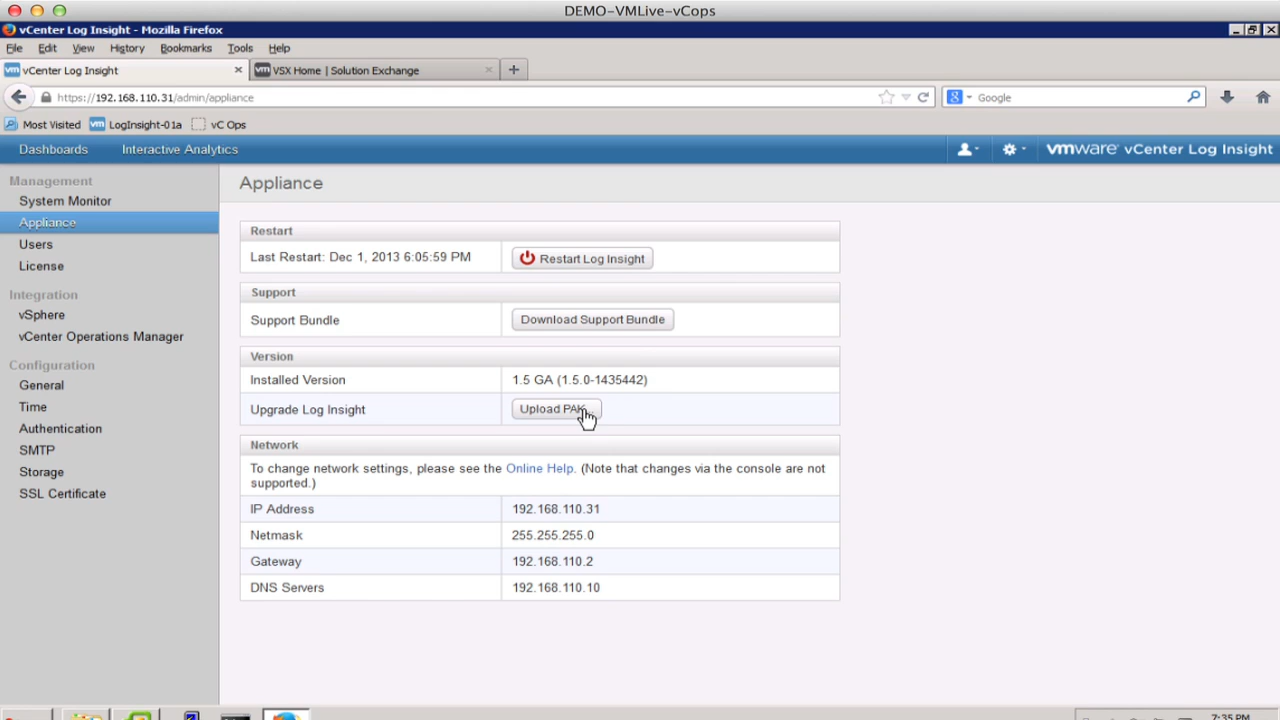 DEMO-VMLive-vCops
vCenter Log Insight - Mozilla Firefox
File Edit View History Bookmarks Tools Help
vm vCenter Log Insight vm VSX Home | Solution Exchange
https://192.168.110.31/admin/appliance 8 Google
Most Visited vm LogInsight-01a vC Ops
Dashboards Interactive Analytics vmware vCenter Log Insight
Management
System Monitor
Appliance
Users
License
Integration
vSphere
vCenter Operations Manager
Configuration
General
Time
Authentication
SMTP
Storage
SSL Certificate
Appliance
Restart
Last Restart: Dec 1, 2013 6:05:59 PM Restart Log Insight
Support
Support Bundle Download Support Bundle
Version
Installed Version 1.5 GA (1.5.0-1435442)
Upgrade Log Insight Upload PAK
Network
To change network settings, please see the Online Help. (Note that changes via the console are not
supported.)
IP Address 192.168.110.31
Netmask 255.255.255.0
Gateway 192.168.110.2
DNS Servers 192.168.110.10
7:35 PM